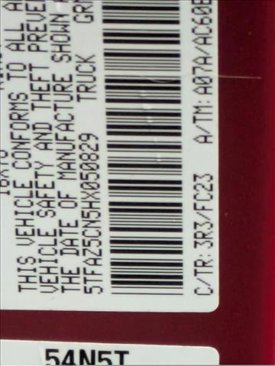 THIS VEHICLE CONFORMS TO ALL
VEHICLE SAFETY AND THEFT PREVE
THE DATE OF MANUFACTURE SHOWN
5TFAZ5CN5HX050829 TRUCK
C/TR: 3R3/FC23 A/TM: A07A/AC60E
54N5T